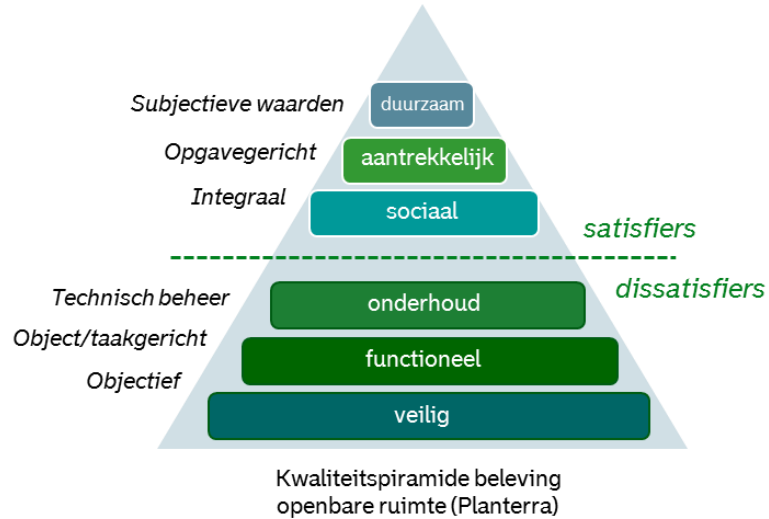 Subjectieve waarden
duurzaam
Opgavegericht
aantrekkelijk
Integraal
sociaal
satisfiers
dissatisfiers
Technisch beheer
onderhoud
Object/taakgericht
functioneel
Objectief
veilig
Kwaliteitspiramide beleving
openbare ruimte (Planterra)